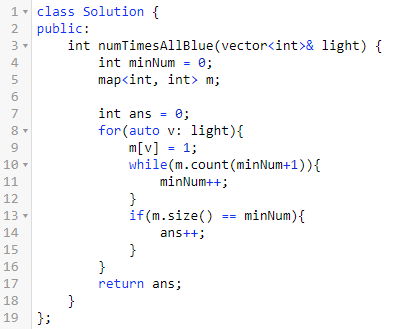 1 class Solution {
2 public:
3     int numTimesAllBlue(vector<int>& light) {
4         int minNum = 0;
5         map<int, int> m;
6
7         int ans = 0;
8         for(auto v: light){
9             m[v] = 1;
10             while(m.count(minNum+1)){
11                 minNum++;
12             }
13             if(m.size() == minNum){
14                 ans++;
15             }
16         }
17         return ans;
18     }
19 };